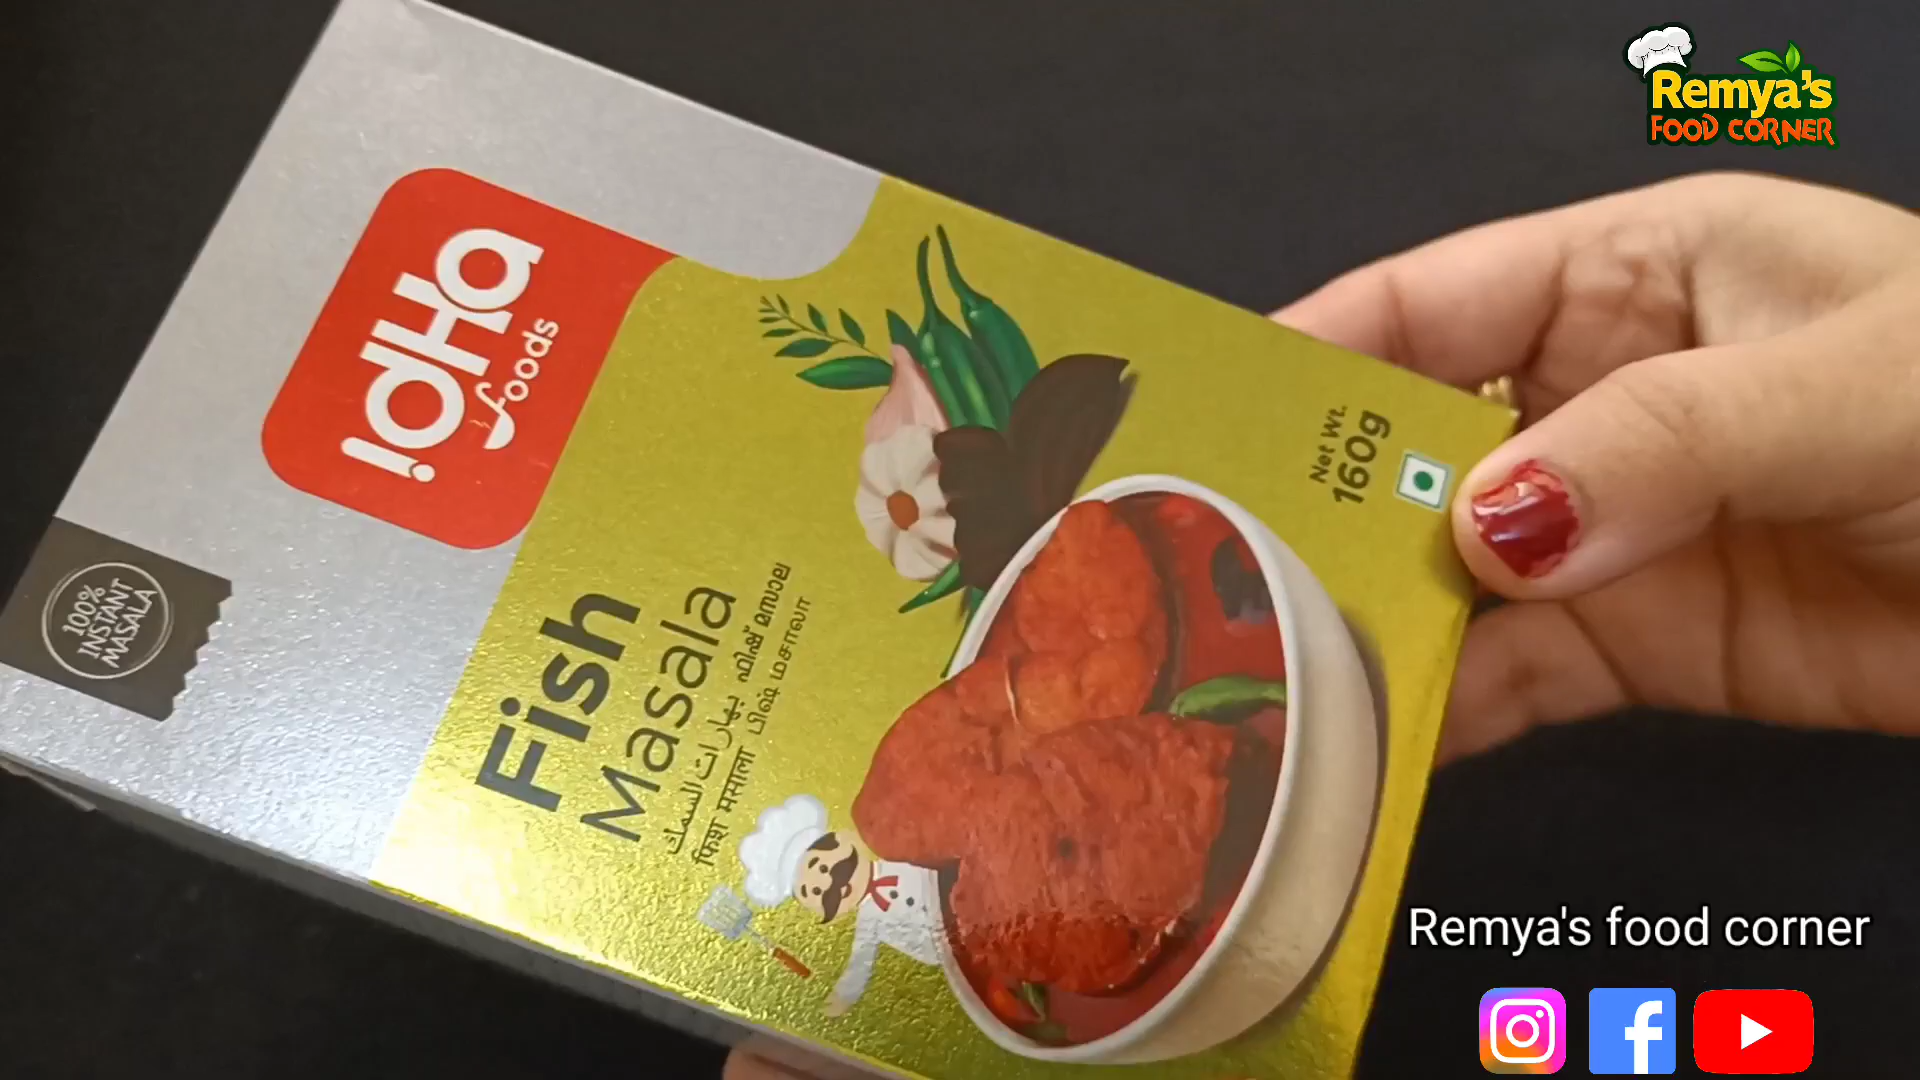 Remya's
FOOD CORNER
!dHa
foods
100%
INSTANT
MASALA
Fish
Masala
بهارات السمك ഫിഷ് മസാല
फिश मसाला பிஷ் மசாலா
Net Wt.
160g
Remya's food corner